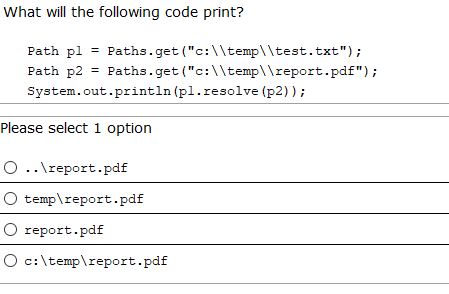 What will the following code print?
Path p1 = Paths.get("c:\\temp\\test.txt");
Path p2 = Paths.get("c:\\temp\\report.pdf");
System.out.println(p1.resolve(p2));
Please select 1 option
..\report.pdf
temp\report.pdf
report.pdf
c:\temp\report.pdf